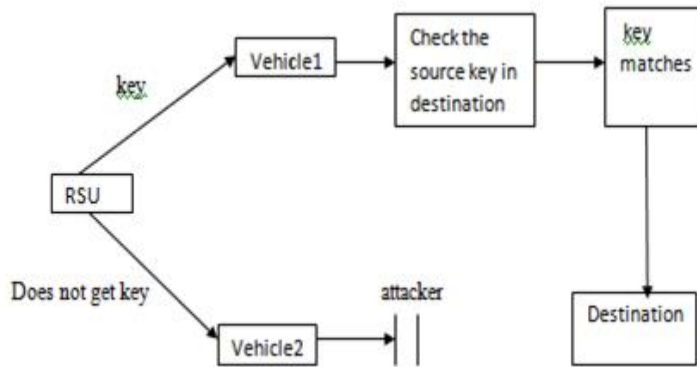 key
Vehicle1
Check the
source key in
destination
key
matches
RSU
Does not get key
attacker
Vehicle2
Destination